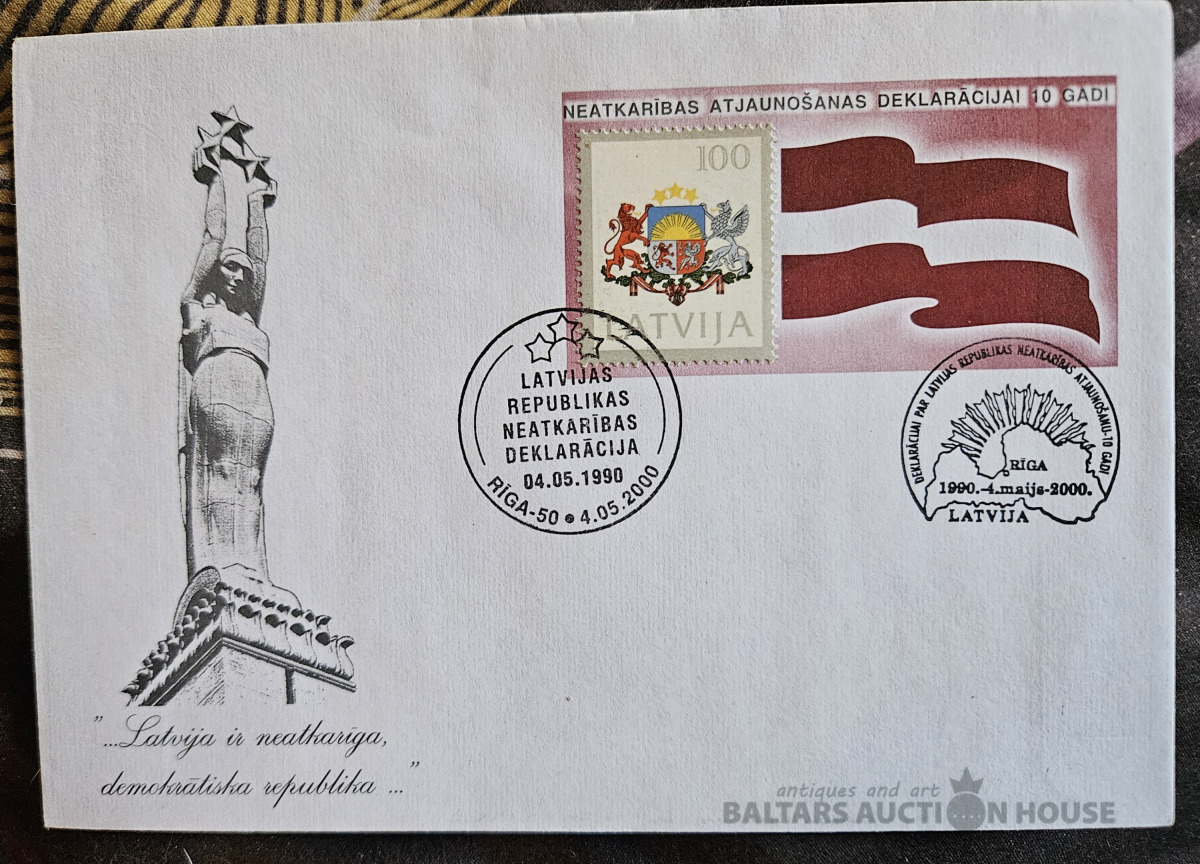 NEATKARĪBAS ATJAUNOŠANAS DEKLARĀCIJAI 10 GADI
100
LATVIJA
LATVIJAS
REPUBLIKAS
NEATKARĪBAS
DEKLARĀCIJA
04.05.1990
RĪGA-50 4.05.2000
DEKLARĀCIJAI PAR LATVIJAS REPUBLIKAS NEATKARĪBAS ATJAUNOŠANU-10 GADI
RĪGA
1990.-4.maijs-2000.
LATVIJA
"...Latvija ir neatkarīga,
demokrātiska republika ..."
antiques and art
BALTARS AUCTION HOUSE